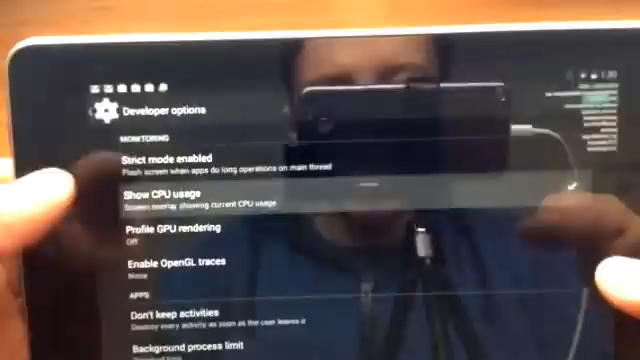 Developer options
MONITORING
Strict mode enabled
Flash screen when apps do long operations on main thread
Show CPU usage
Screen overlay showing current CPU usage
Profile GPU rendering
Off
Enable OpenGL traces
None
APPS
Don't keep activities
Destroy every activity as soon as the user leaves it
Background process limit